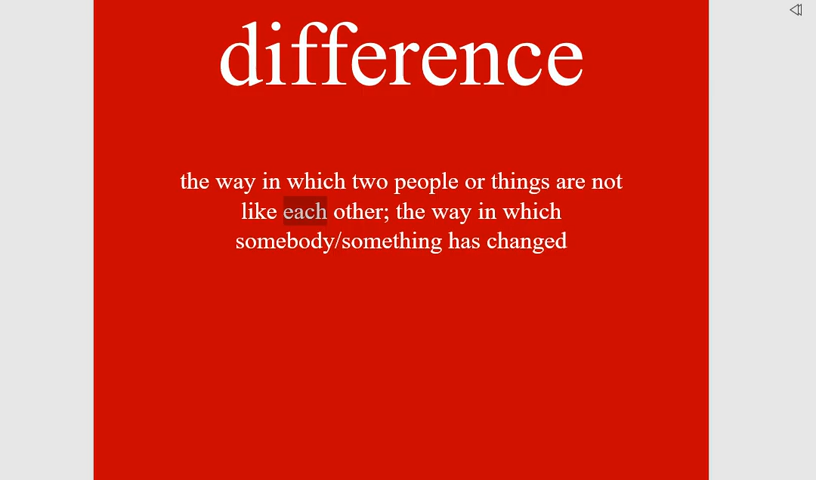 difference
the way in which two people or things are not
like each other; the way in which
somebody/something has changed